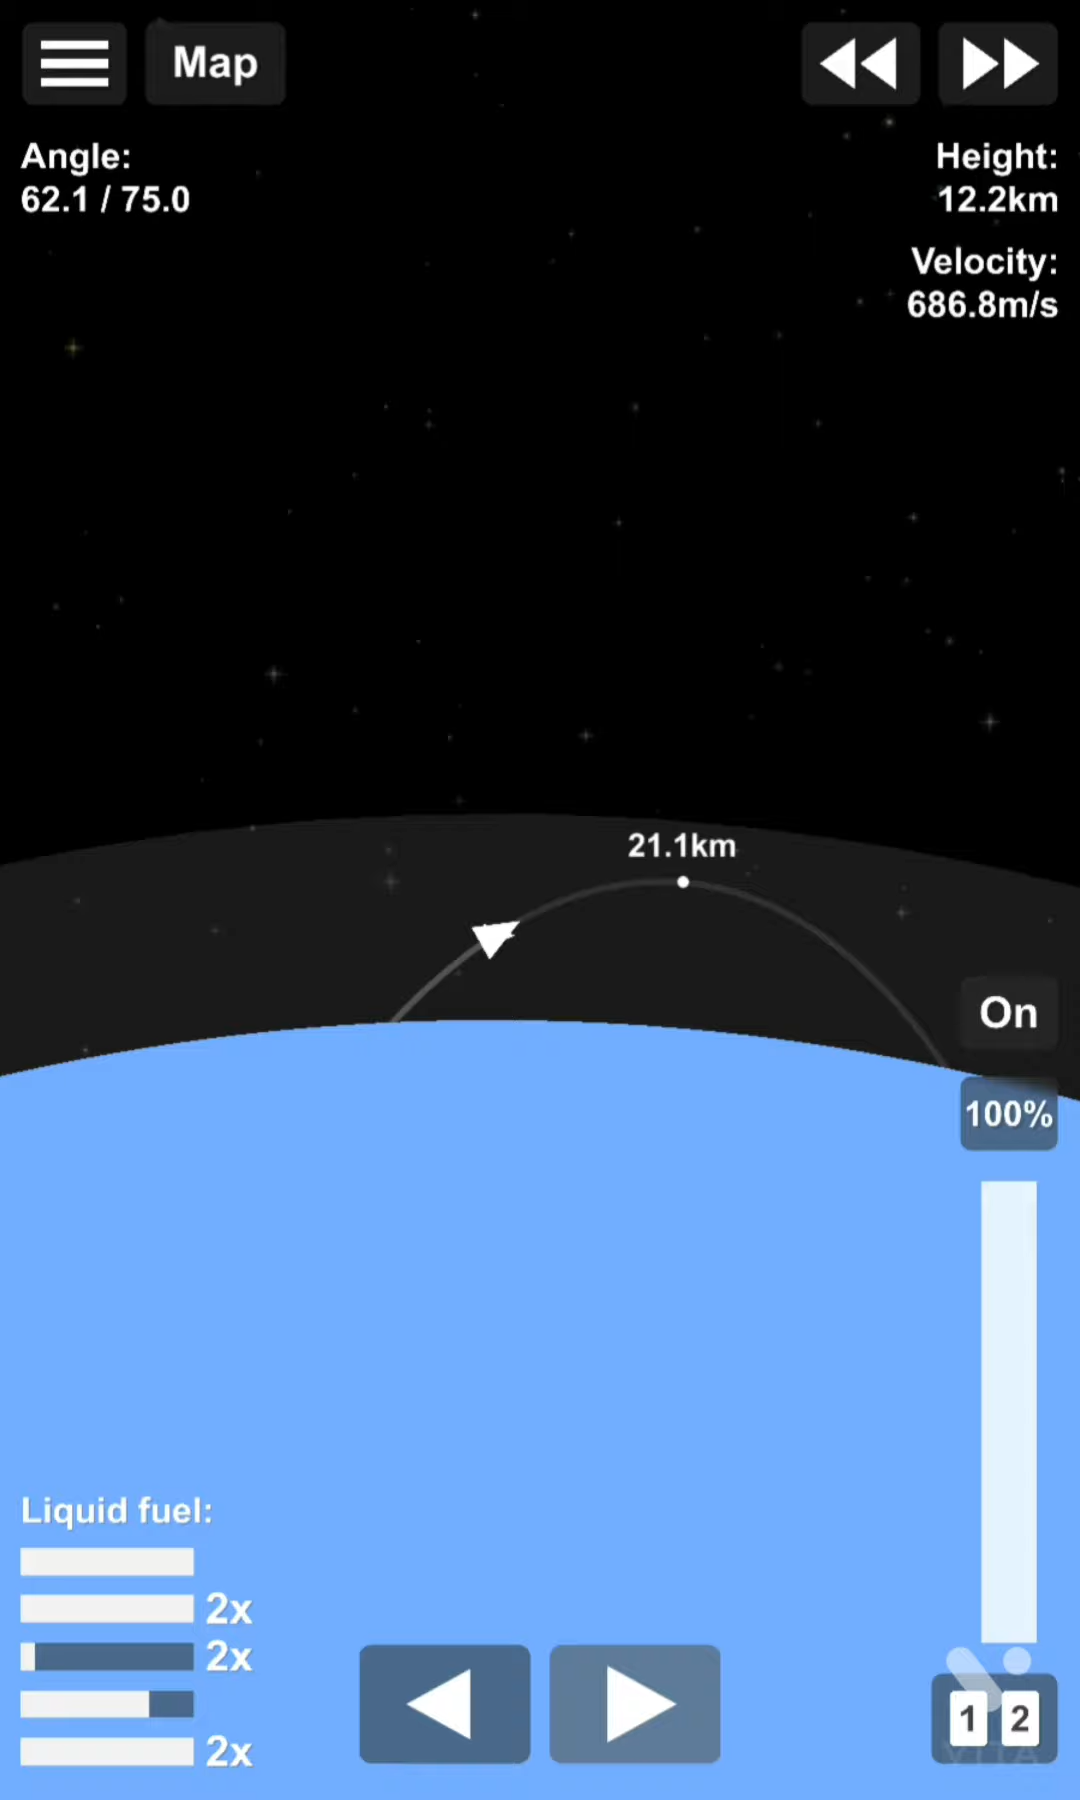 Map
Angle:
62.1 / 75.0
Height:
12.2km
Velocity:
686.8m/s
21.1km
On
100%
Liquid fuel:
2x
2x
2x
1 2
VITA